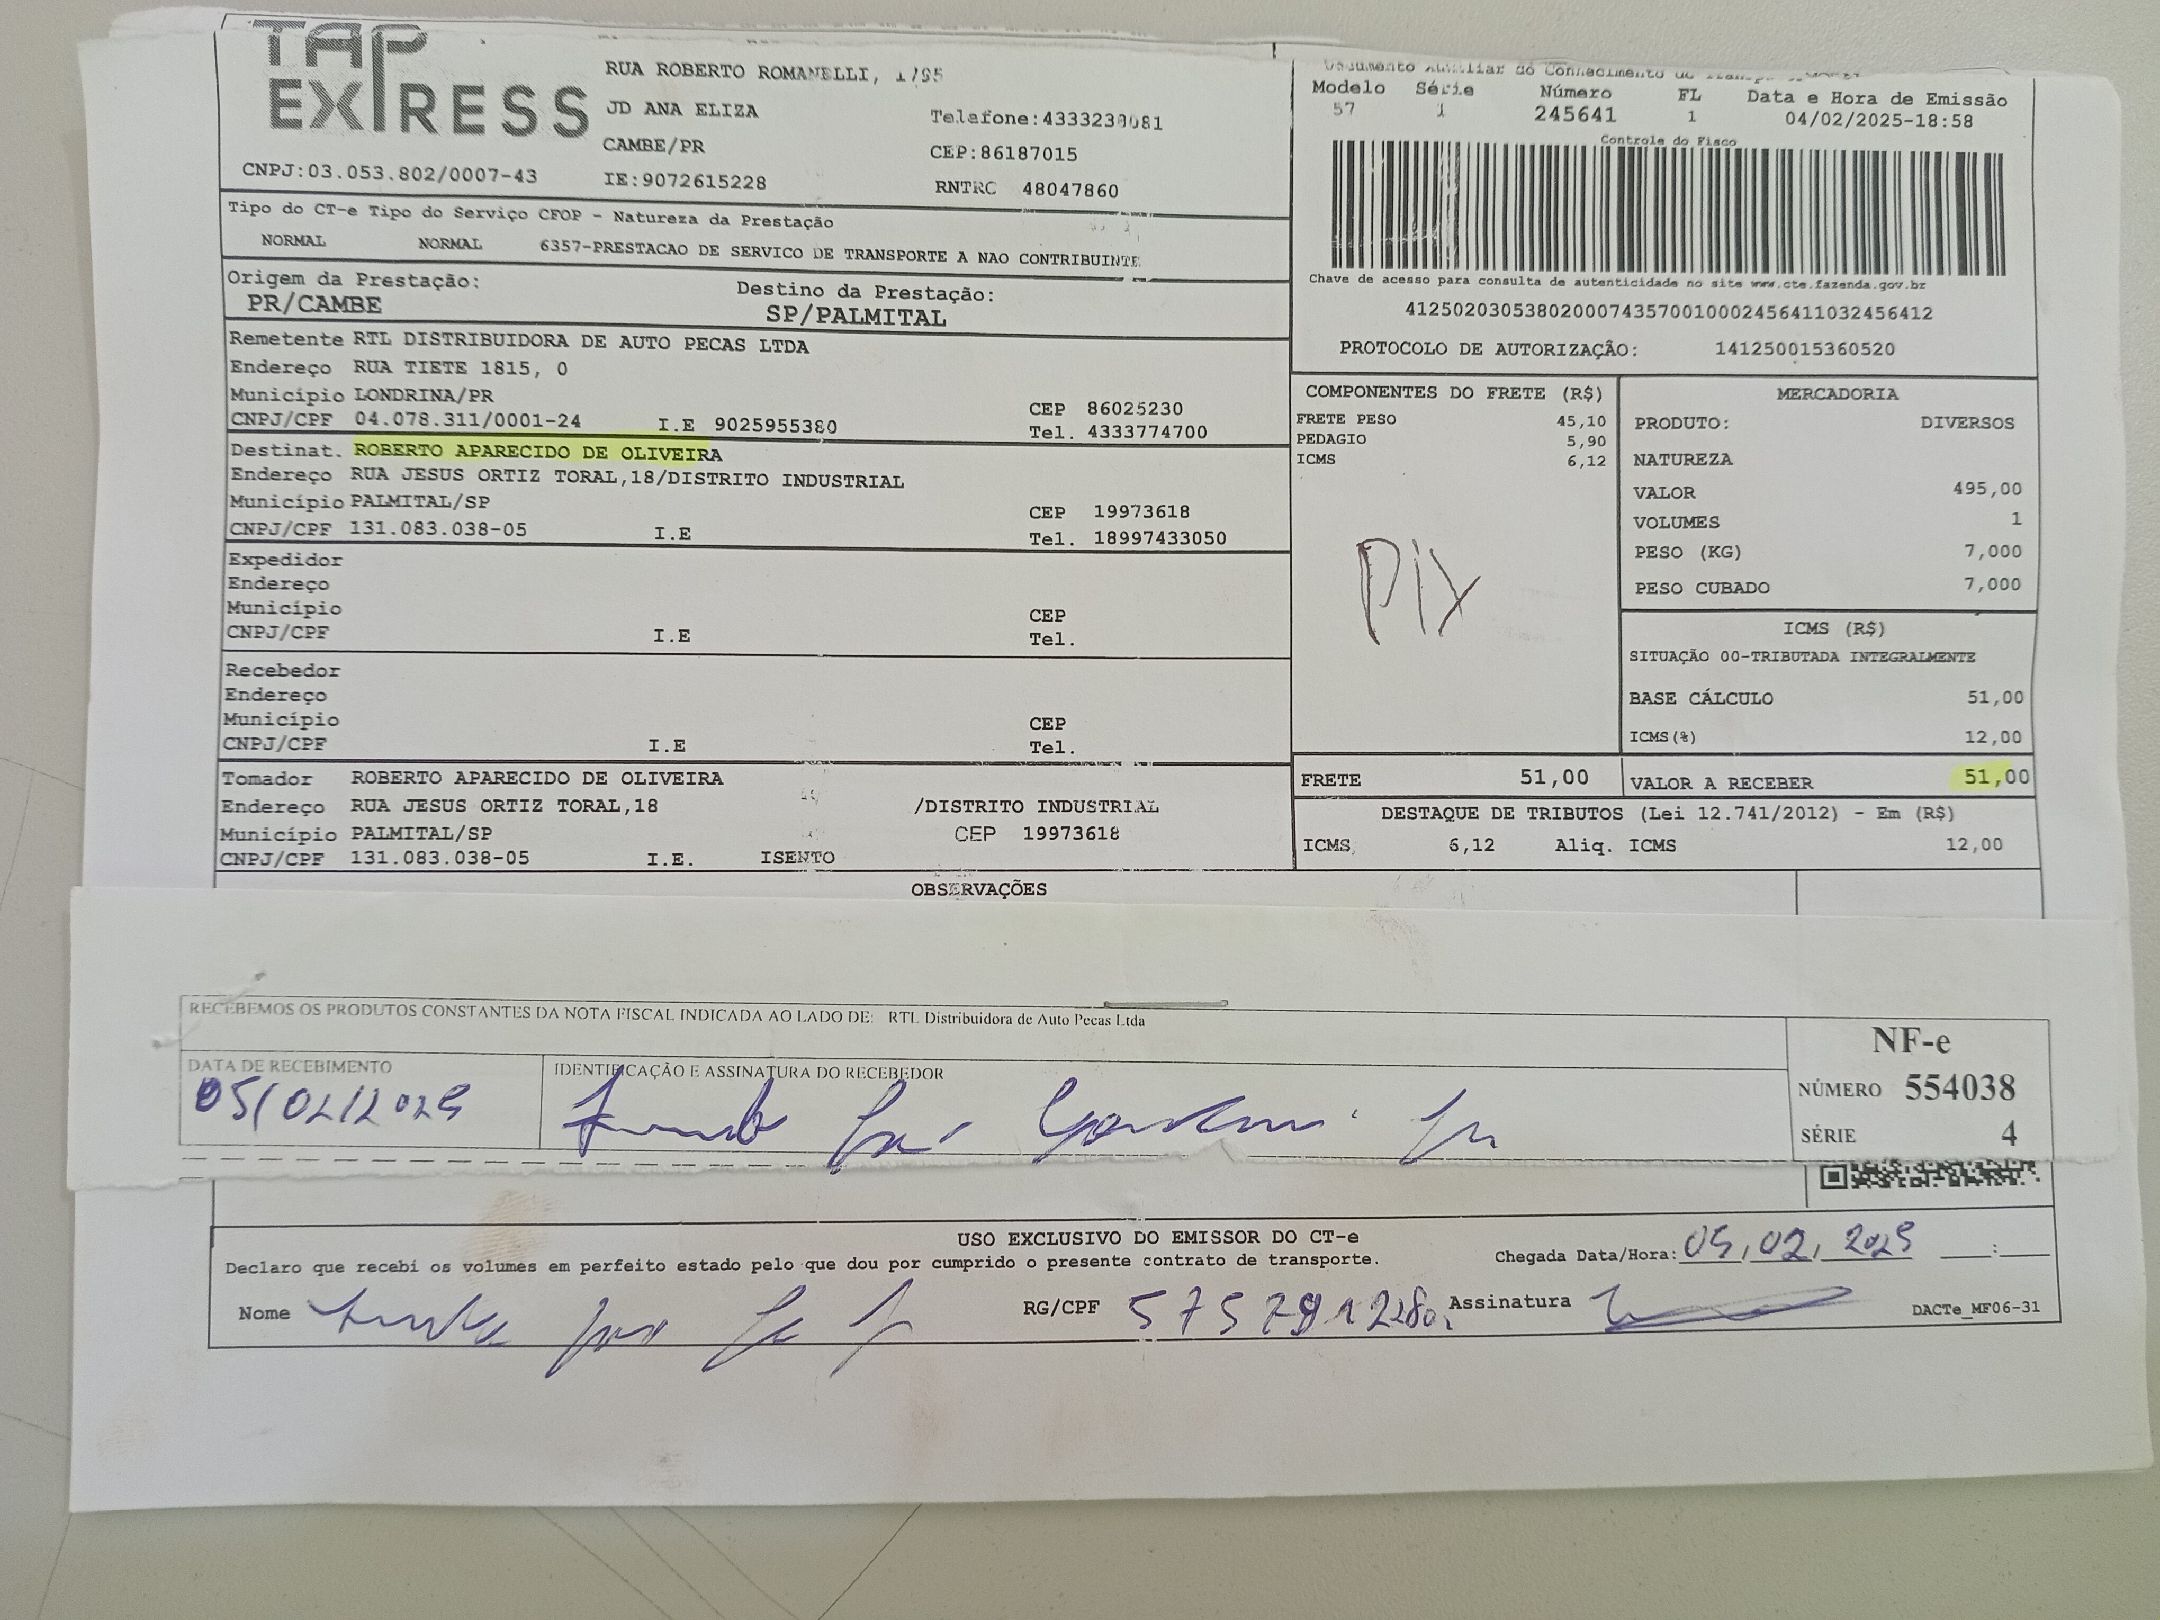 TAP EXPRESS
RUA ROBERTO ROMANELLI, 1795
JD ANA ELIZA
Telefone:4333238081
CAMBE/PR
CEP:86187015
CNPJ:03.053.802/0007-43
IE:9072615228
RNTRC 48047860
Modelo Série Número FL Data e Hora de Emissão
57 1 245641 1 04/02/2025-18:58
Controle do Fisco
Chave de acesso para consulta de autenticidade no site www.cte.fazenda.gov.br
41250203053802000743570010002456411032456412
PROTOCOLO DE AUTORIZAÇÃO: 141250015360520
Tipo do CT-e Tipo do Serviço CFOP - Natureza da Prestação
NORMAL NORMAL 6357-PRESTACAO DE SERVICO DE TRANSPORTE A NAO CONTRIBUINTE
Origem da Prestação: Destino da Prestação:
PR/CAMBE SP/PALMITAL
Remetente RTL DISTRIBUIDORA DE AUTO PECAS LTDA
Endereço RUA TIETE 1815, 0
Município LONDRINA/PR CEP 86025230
CNPJ/CPF 04.078.311/0001-24 I.E 9025955380 Tel. 4333774700
Destinat. ROBERTO APARECIDO DE OLIVEIRA
Endereço RUA JESUS ORTIZ TORAL,18/DISTRITO INDUSTRIAL
Município PALMITAL/SP CEP 19973618
CNPJ/CPF 131.083.038-05 I.E Tel. 18997433050
Expedidor
Endereço
Município CEP
CNPJ/CPF I.E Tel.
Recebedor
Endereço
Município CEP
CNPJ/CPF I.E Tel.
Tomador ROBERTO APARECIDO DE OLIVEIRA
Endereço RUA JESUS ORTIZ TORAL,18 /DISTRITO INDUSTRIAL
Município PALMITAL/SP CEP 19973618
CNPJ/CPF 131.083.038-05 I.E. ISENTO
COMPONENTES DO FRETE (R$)
FRETE PESO 45,10
PEDAGIO 5,90
ICMS 6,12
PIX
MERCADORIA
PRODUTO: DIVERSOS
NATUREZA
VALOR 495,00
VOLUMES 1
PESO (KG) 7,000
PESO CUBADO 7,000
ICMS (R$)
SITUAÇÃO 00-TRIBUTADA INTEGRALMENTE
BASE CÁLCULO 51,00
ICMS(%) 12,00
FRETE 51,00 VALOR A RECEBER 51,00
DESTAQUE DE TRIBUTOS (Lei 12.741/2012) - Em (R$)
ICMS 6,12 Aliq. ICMS 12,00
OBSERVAÇÕES
RECEBEMOS OS PRODUTOS CONSTANTES DA NOTA FISCAL INDICADA AO LADO DE: RTL Distribuidora de Auto Pecas Ltda
DATA DE RECEBIMENTO
05/02/2025
IDENTIFICAÇÃO E ASSINATURA DO RECEBEDOR
NF-e
NÚMERO 554038
SÉRIE 4
USO EXCLUSIVO DO EMISSOR DO CT-e
Declaro que recebi os volumes em perfeito estado pelo que dou por cumprido o presente contrato de transporte.
Chegada Data/Hora: 05,02,2025 __:__
Nome RG/CPF Assinatura DACTe_MF06-31